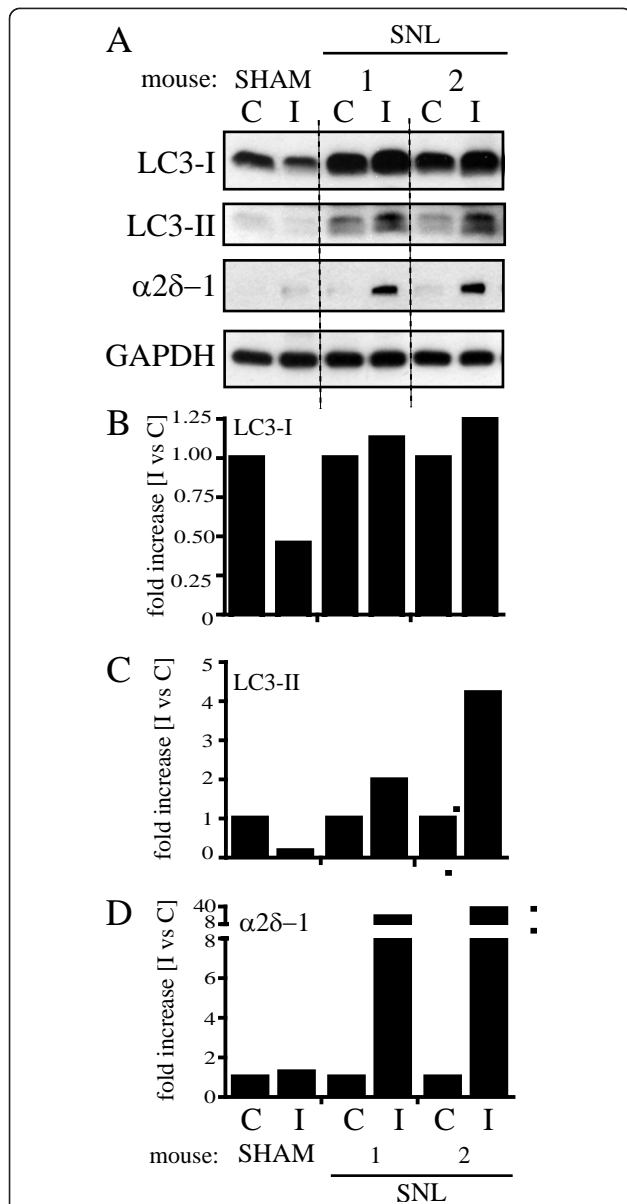 A
SNL
mouse: SHAM 1 2
C I C I C I
LC3-I
LC3-II
α2δ–1
GAPDH
B
fold increase [I vs C]
LC3-I
1.25
1.00
0.75
0.50
0.25
0
C
fold increase [I vs C]
LC3-II
5
4
3
2
1
0
D
fold increase [I vs C]
α2δ–1
40
8
8
6
4
2
0
C I C I C I
mouse: SHAM 1 2
SNL